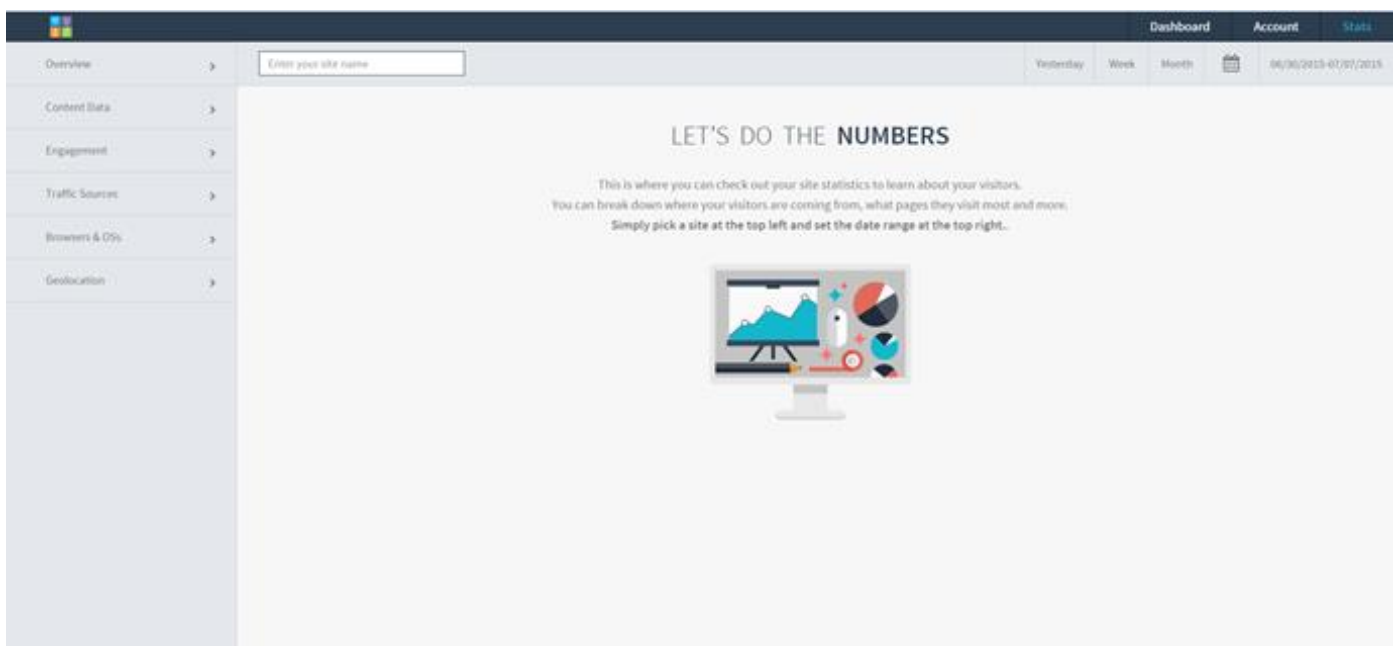 Dashboard Account Stats
Overview
Enter your site name
Yesterday Week Month 06/30/2015-07/07/2015
Content Data
Engagement
Traffic Sources
Browsers & OSs
Geolocation
LET'S DO THE NUMBERS
This is where you can check out your site statistics to learn about your visitors.
You can break down where your visitors are coming from, what pages they visit most and more.
Simply pick a site at the top left and set the date range at the top right..